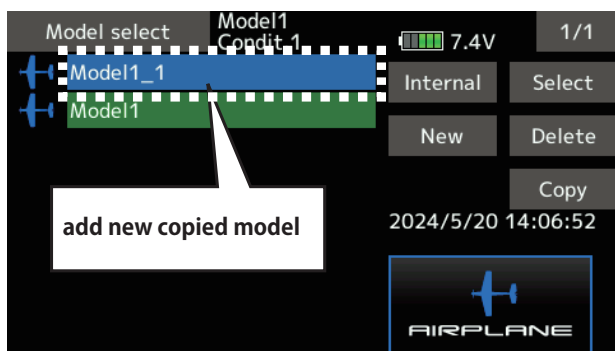 Model select
Model1
Condit 1
7.4V
1/1
Model1_1
Internal
Select
Model1
New
Delete
Copy
add new copied model
2024/5/20 14:06:52
AIRPLANE